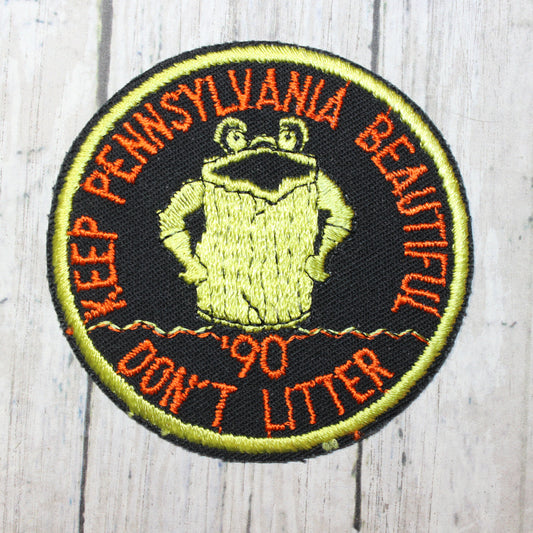 KEEP PENNSYLVANIA BEAUTIFUL
'90
DON'T LITTER